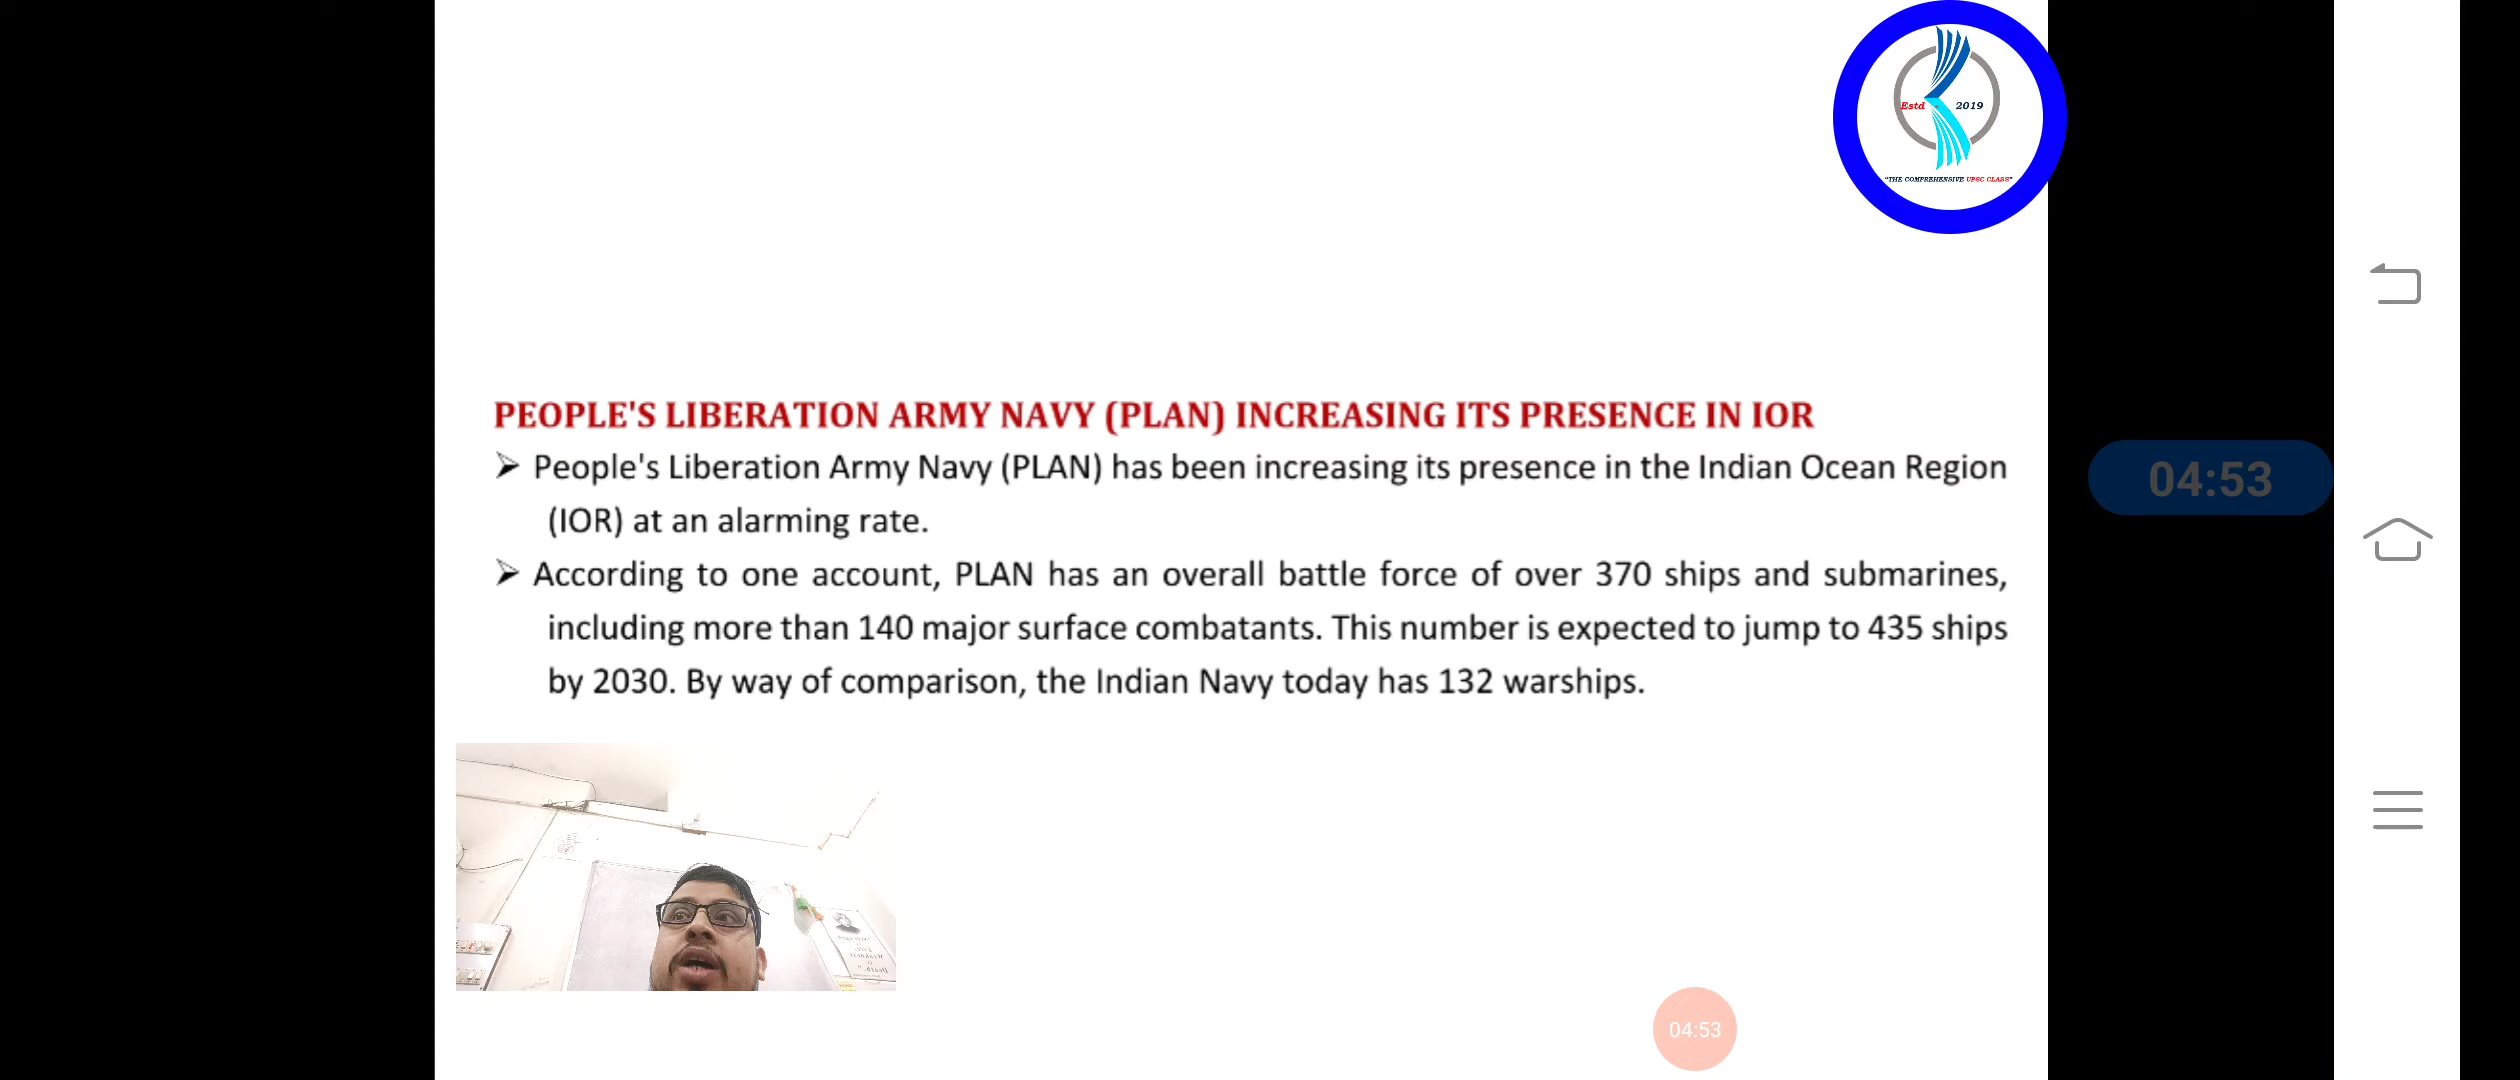 Estd - 2019
"THE COMPREHENSIVE UPSC CLASS"
PEOPLE'S LIBERATION ARMY NAVY (PLAN) INCREASING ITS PRESENCE IN IOR
➢ People's Liberation Army Navy (PLAN) has been increasing its presence in the Indian Ocean Region
(IOR) at an alarming rate.
➢ According to one account, PLAN has an overall battle force of over 370 ships and submarines,
including more than 140 major surface combatants. This number is expected to jump to 435 ships
by 2030. By way of comparison, the Indian Navy today has 132 warships.
04:53
04:53